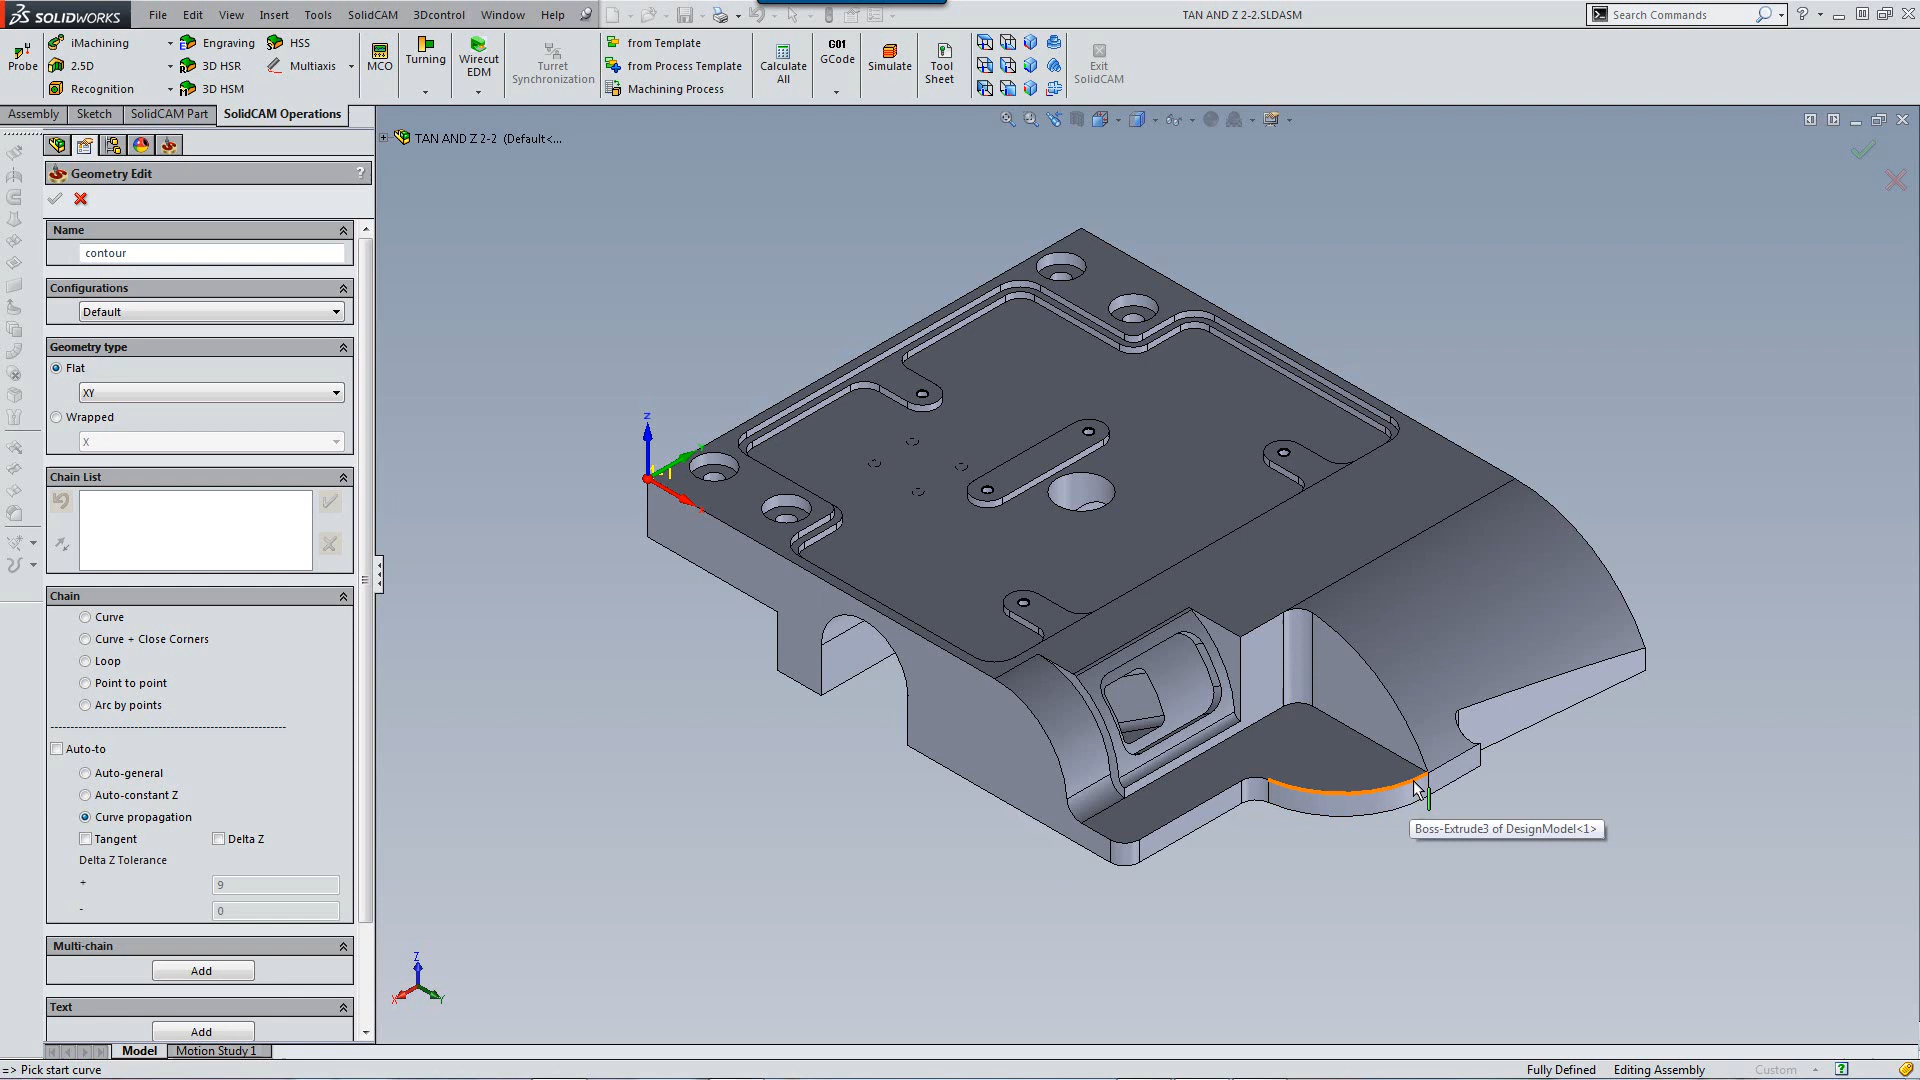 SOLIDWORKS
File Edit View Insert Tools SolidCAM 3Dcontrol Window Help
TAN AND Z 2-2.SLDASM
Search Commands
Probe
iMachining
2.5D
Recognition
Engraving
3D HSR
3D HSM
HSS
Multiaxis
MCO
Turning
Wirecut
EDM
Turret
Synchronization
from Template
from Process Template
Machining Process
Calculate
All
G01
GCode
Simulate
Tool
Sheet
Exit
SolidCAM
Assembly Sketch SolidCAM Part SolidCAM Operations
TAN AND Z 2-2 (Default<...
Geometry Edit ?
Name
contour
Configurations
Default
Geometry type
Flat
XY
Wrapped
X
Chain List
Chain
Curve
Curve + Close Corners
Loop
Point to point
Arc by points
Auto-to
Auto-general
Auto-constant Z
Curve propagation
Tangent Delta Z
Delta Z Tolerance
+ 9
- 0
Multi-chain
Add
Text
Add
Z
Boss-Extrude3 of DesignModel<1>
Z
X Y
Model Motion Study 1
=> Pick start curve
Fully Defined Editing Assembly Custom